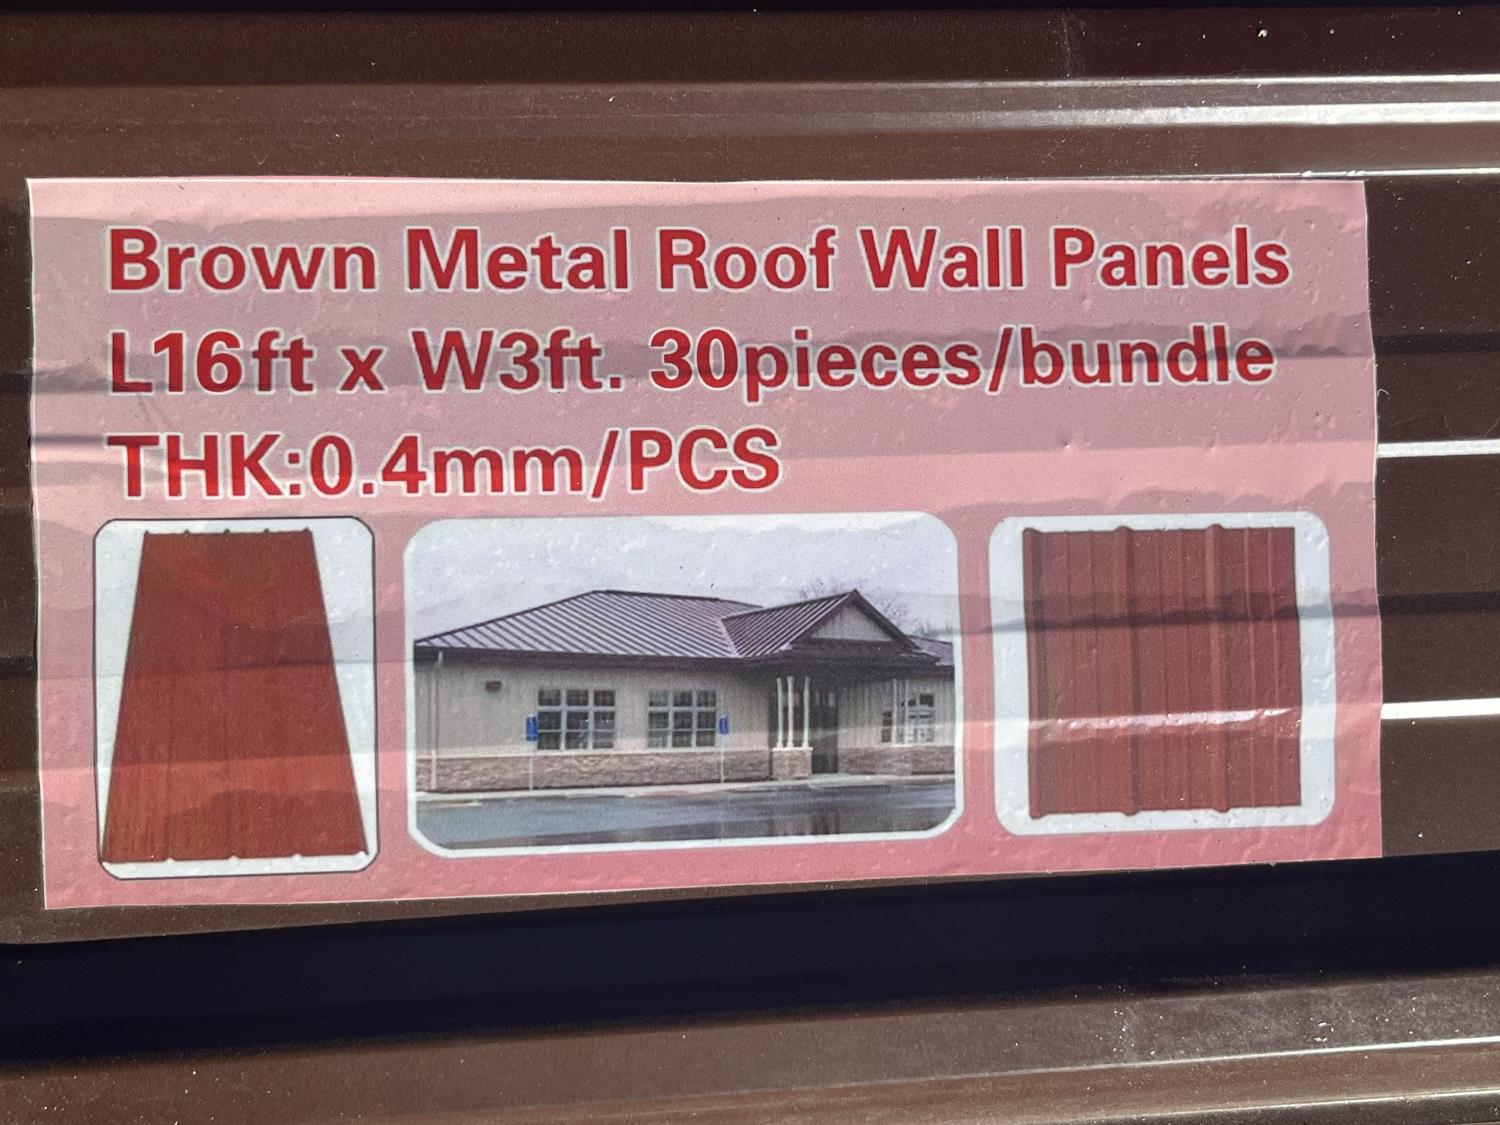 Brown Metal Roof Wall Panels
L16ft x W3ft. 30pieces/bundle
THK:0.4mm/PCS